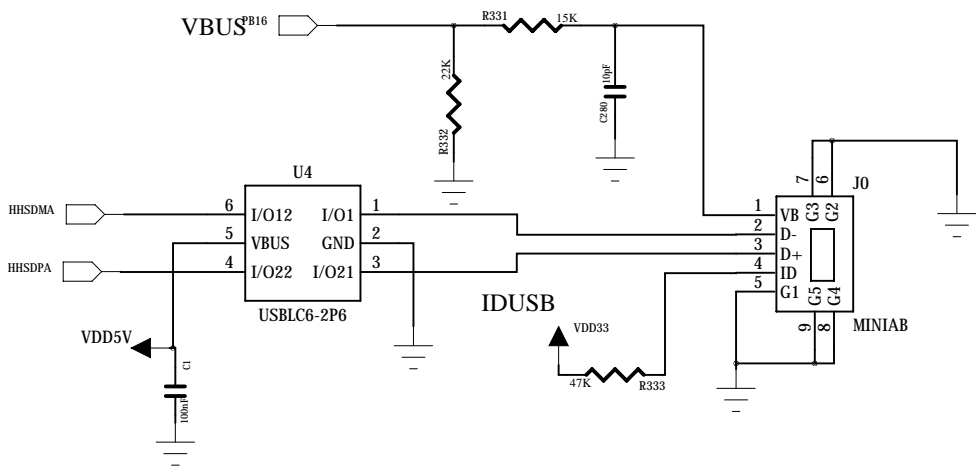 VBUS
PB16
R331
15K
22K
R332
10pF
C280
U4
HHSDMA
HHSDPA
6
5
4
I/O12
VBUS
I/O22
I/O1
GND
I/O21
1
2
3
USBLC6-2P6
VDD5V
C1
100nF
IDUSB
VDD33
47K
R333
J0
7
6
G3
G2
1
2
3
4
5
VB
D-
D+
ID
G1
G5
G4
9
8
MINIAB